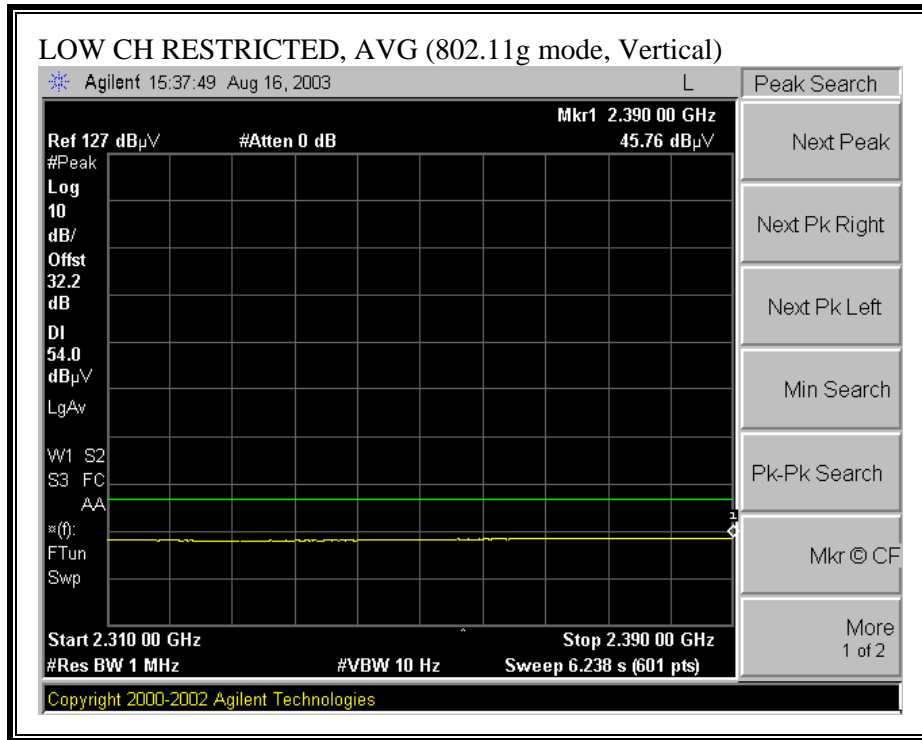 LOW CH RESTRICTED, AVG (802.11g mode, Vertical)
Agilent 15:37:49 Aug 16, 2003
L
Peak Search
Mkr1 2.390 00 GHz
Ref 127 dBµV
#Atten 0 dB
45.76 dBµV
#Peak
Log
10
dB/
Offst
32.2
dB
DI
54.0
dBµV
LgAv
W1 S2
S3 FC
AA
¤(f):
FTun
Swp
1
Start 2.310 00 GHz
Stop 2.390 00 GHz
#Res BW 1 MHz
#VBW 10 Hz
Sweep 6.238 s (601 pts)
Copyright 2000-2002 Agilent Technologies
Next Peak
Next Pk Right
Next Pk Left
Min Search
Pk-Pk Search
Mkr © CF
More
1 of 2